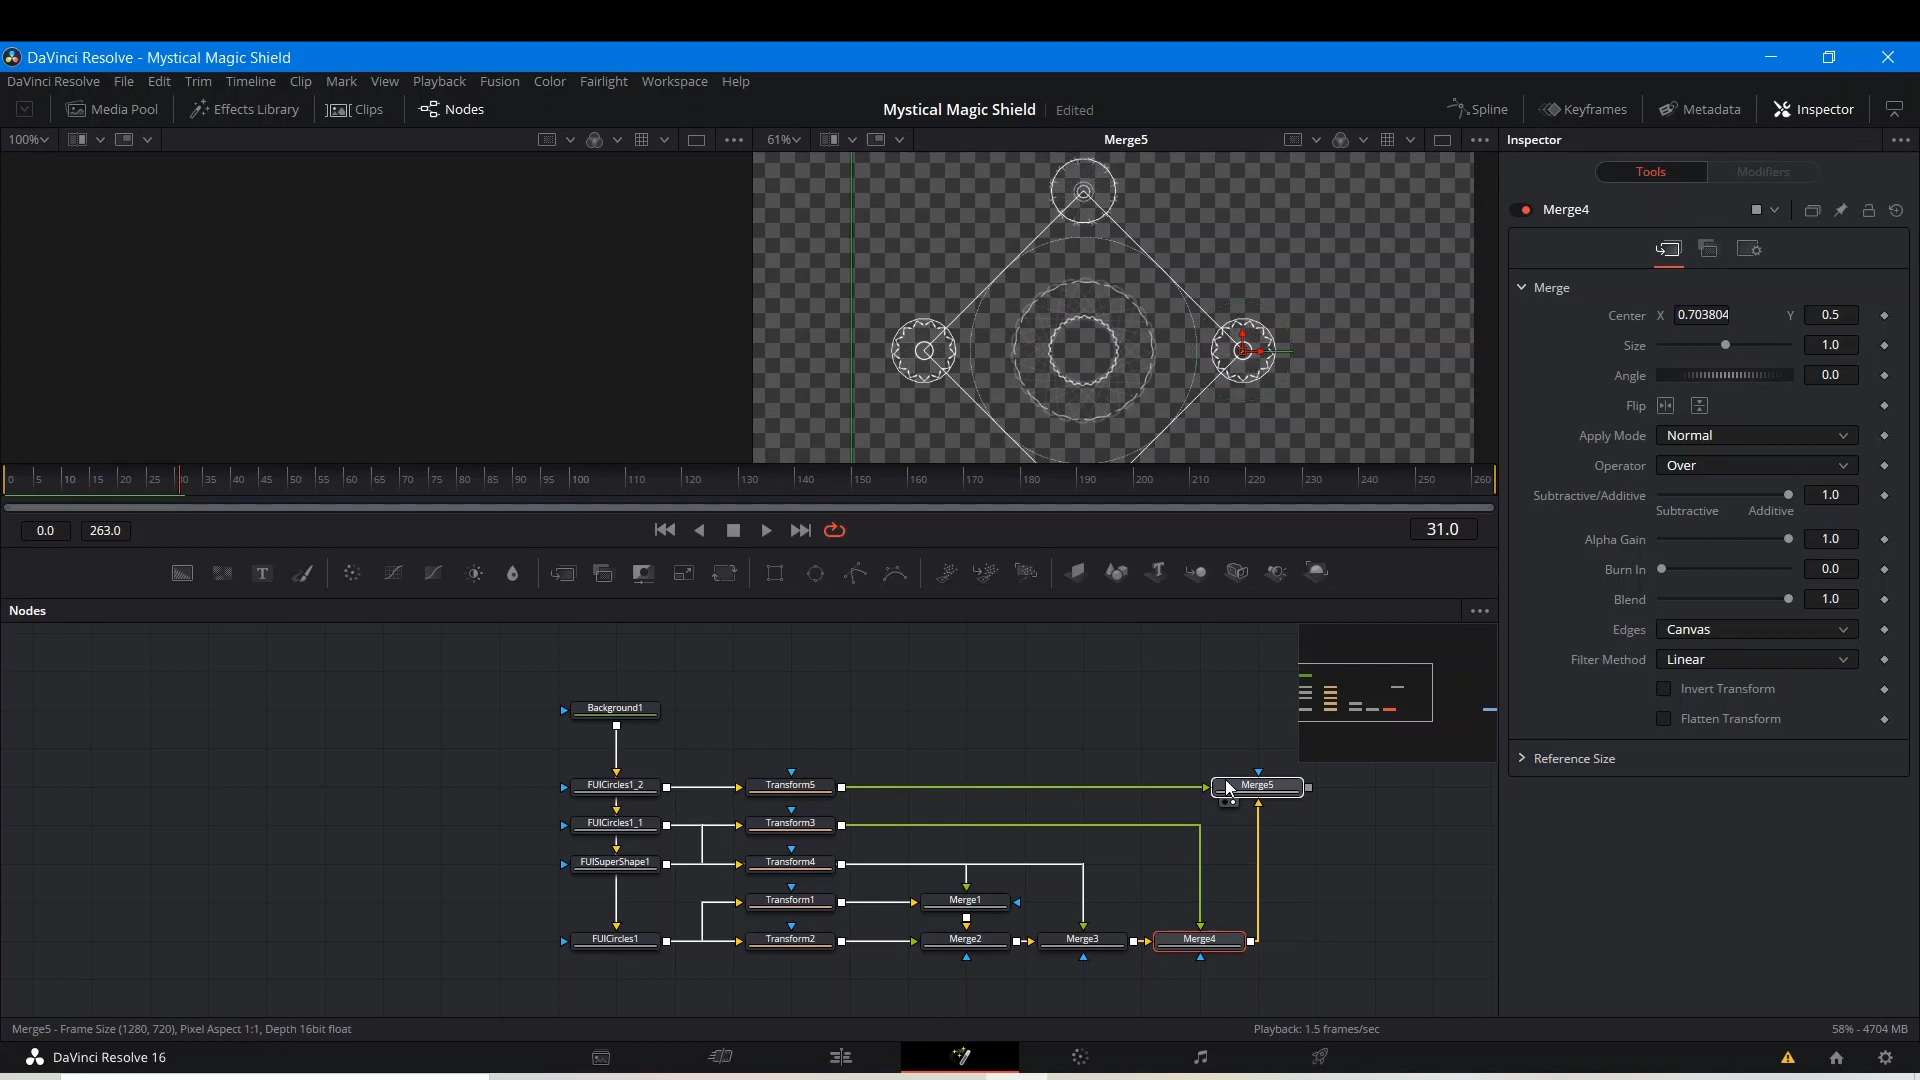 DaVinci Resolve - Mystical Magic Shield
DaVinci Resolve File Edit Trim Timeline Clip Mark View Playback Fusion Color Fairlight Workspace Help
Media Pool Effects Library Clips Nodes Mystical Magic Shield Edited Spline Keyframes Metadata Inspector
100% 61% Merge5 Inspector
Tools Modifiers
Merge4
Merge
Center X 0.703804 Y 0.5
Size 1.0
Angle 0.0
Flip
Apply Mode Normal
Operator Over
Subtractive/Additive 1.0
Subtractive Additive
Alpha Gain 1.0
Burn In 0.0
Blend 1.0
Edges Canvas
Filter Method Linear
Invert Transform
Flatten Transform
Reference Size
0 5 10 15 20 25 30 35 40 45 50 55 60 65 70 75 80 85 90 95 100 110 120 130 140 150 160 170 180 190 200 210 220 230 240 250 260
0.0 263.0 31.0
Nodes
Background1
FUICircles1_2 Transform5 Merge5
FUICircles1_1 Transform3
FUISuperShape1 Transform4
Transform1 Merge1
FUICircles1 Transform2 Merge2 Merge3 Merge4
Merge5 - Frame Size (1280, 720), Pixel Aspect 1:1, Depth 16bit float Playback: 1.5 frames/sec 58% - 4704 MB
DaVinci Resolve 16